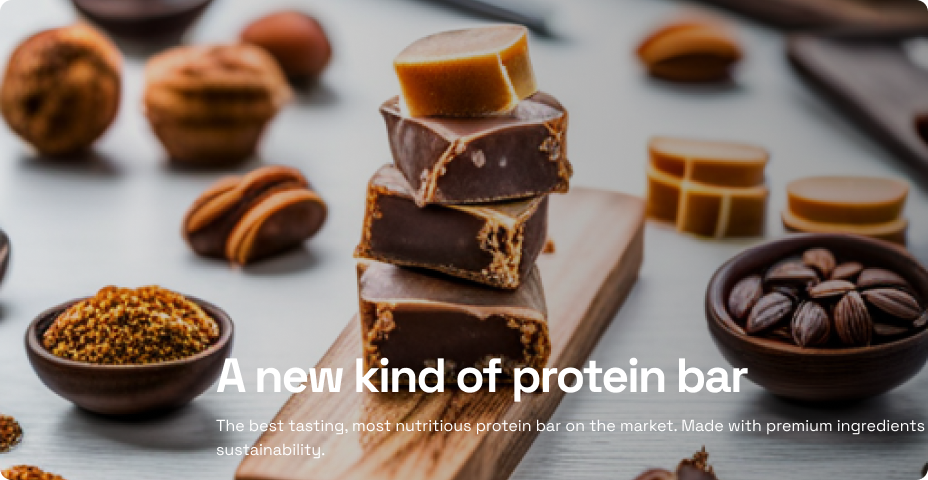 A new kind of protein bar
The best tasting, most nutritious protein bar on the market. Made with premium ingredients
sustainability.